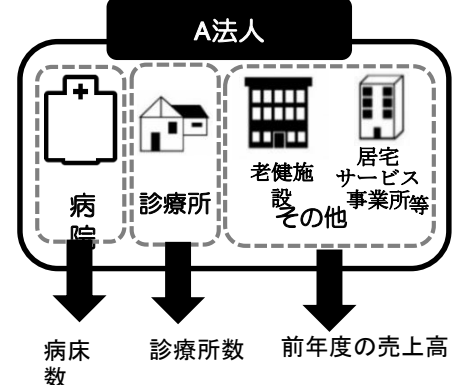 A法人
病
院
診療所
老健施
設
居宅
サービス
事業所等
その他
病床
数
診療所数
前年度の売上高